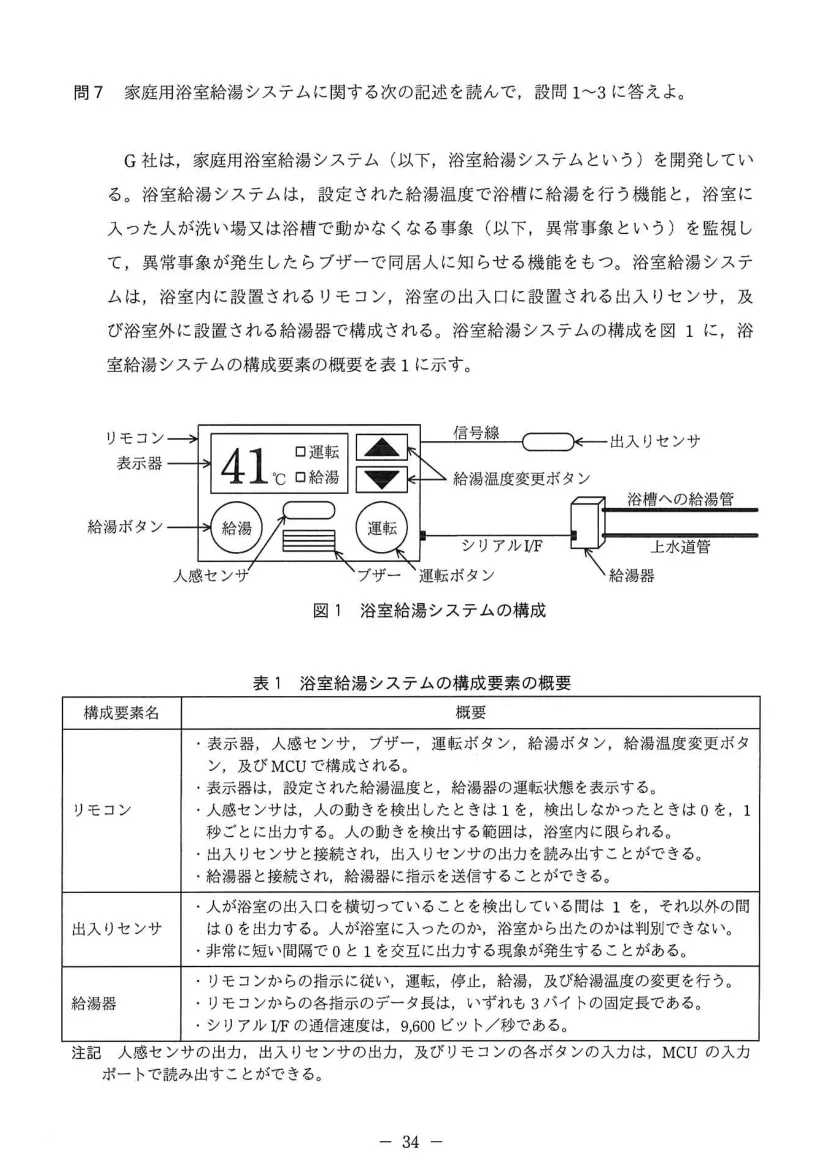 問7 家庭用浴室給湯システムに関する次の記述を読んで，設問1～3に答えよ。
G社は，家庭用浴室給湯システム（以下，浴室給湯システムという）を開発してい
る。浴室給湯システムは，設定された給湯温度で浴槽に給湯を行う機能と，浴室に
入った人が洗い場又は浴槽で動かなくなる事象（以下，異常事象という）を監視し
て，異常事象が発生したらブザーで同居人に知らせる機能をもつ。浴室給湯システ
ムは，浴室内に設置されるリモコン，浴室の出入口に設置される出入りセンサ，及
び浴室外に設置される給湯器で構成される。浴室給湯システムの構成を図1に，浴
室給湯システムの構成要素の概要を表1に示す。
リモコン
表示器
給湯ボタン
41℃
□運転
□給湯
給湯
運転
人感センサ
ブザー
運転ボタン
信号線
出入りセンサ
給湯温度変更ボタン
シリアルI/F
浴槽への給湯管
上水道管
給湯器
図1 浴室給湯システムの構成
表1 浴室給湯システムの構成要素の概要
構成要素名 概要
リモコン
・表示器，人感センサ，ブザー，運転ボタン，給湯ボタン，給湯温度変更ボタ
ン，及びMCUで構成される。
・表示器は，設定された給湯温度と，給湯器の運転状態を表示する。
・人感センサは，人の動きを検出したときは1を，検出しなかったときは0を，1
秒ごとに出力する。人の動きを検出する範囲は，浴室内に限られる。
・出入りセンサと接続され，出入りセンサの出力を読み出すことができる。
・給湯器と接続され，給湯器に指示を送信することができる。
出入りセンサ
・人が浴室の出入口を横切っていることを検出している間は1を，それ以外の間
は0を出力する。人が浴室に入ったのか，浴室から出たのかは判別できない。
・非常に短い間隔で0と1を交互に出力する現象が発生することがある。
給湯器
・リモコンからの指示に従い，運転，停止，給湯，及び給湯温度の変更を行う。
・リモコンからの各指示のデータ長は，いずれも3バイトの固定長である。
・シリアルI/Fの通信速度は，9,600ビット／秒である。
注記 人感センサの出力，出入りセンサの出力，及びリモコンの各ボタンの入力は，MCUの入力
ポートで読み出すことができる。
－ 34 －